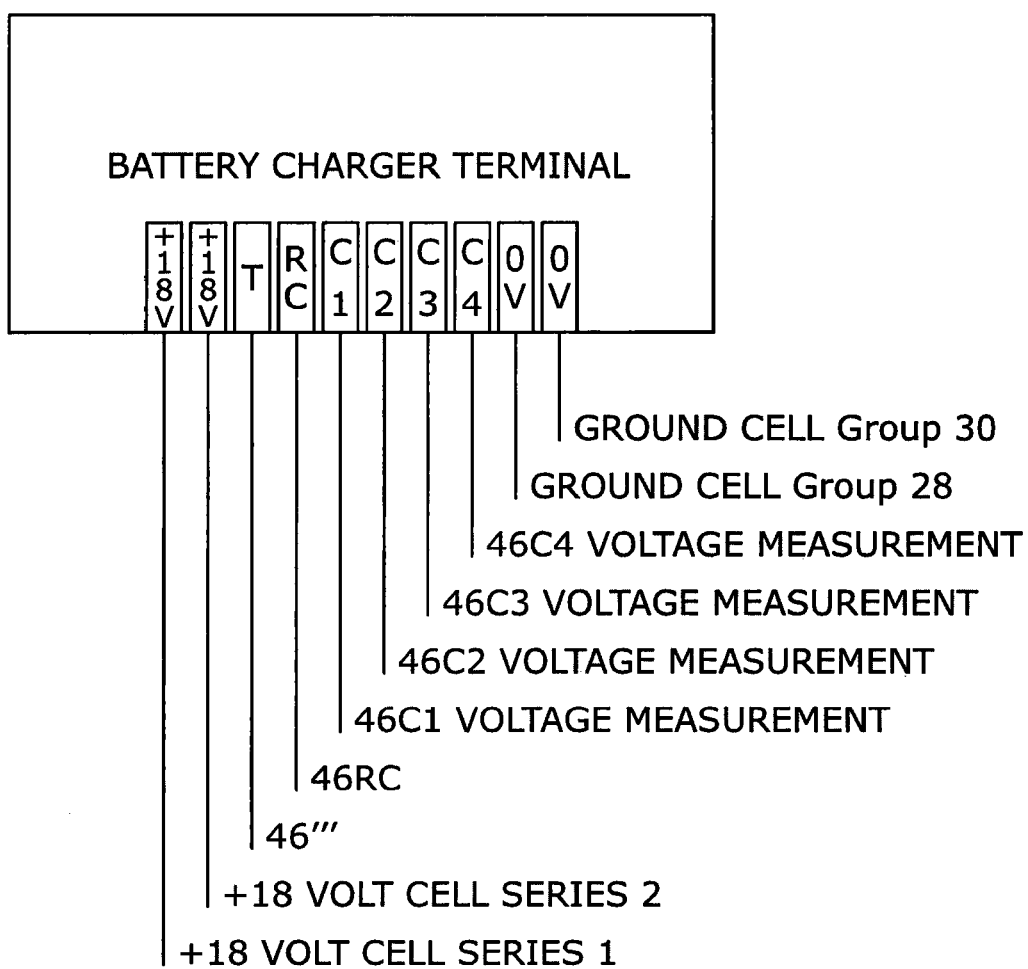 BATTERY CHARGER TERMINAL
+18V
+18V
T
RC
C1
C2
C3
C4
0V
0V
GROUND CELL Group 30
GROUND CELL Group 28
46C4 VOLTAGE MEASUREMENT
46C3 VOLTAGE MEASUREMENT
46C2 VOLTAGE MEASUREMENT
46C1 VOLTAGE MEASUREMENT
46RC
46‴
+18 VOLT CELL SERIES 2
+18 VOLT CELL SERIES 1